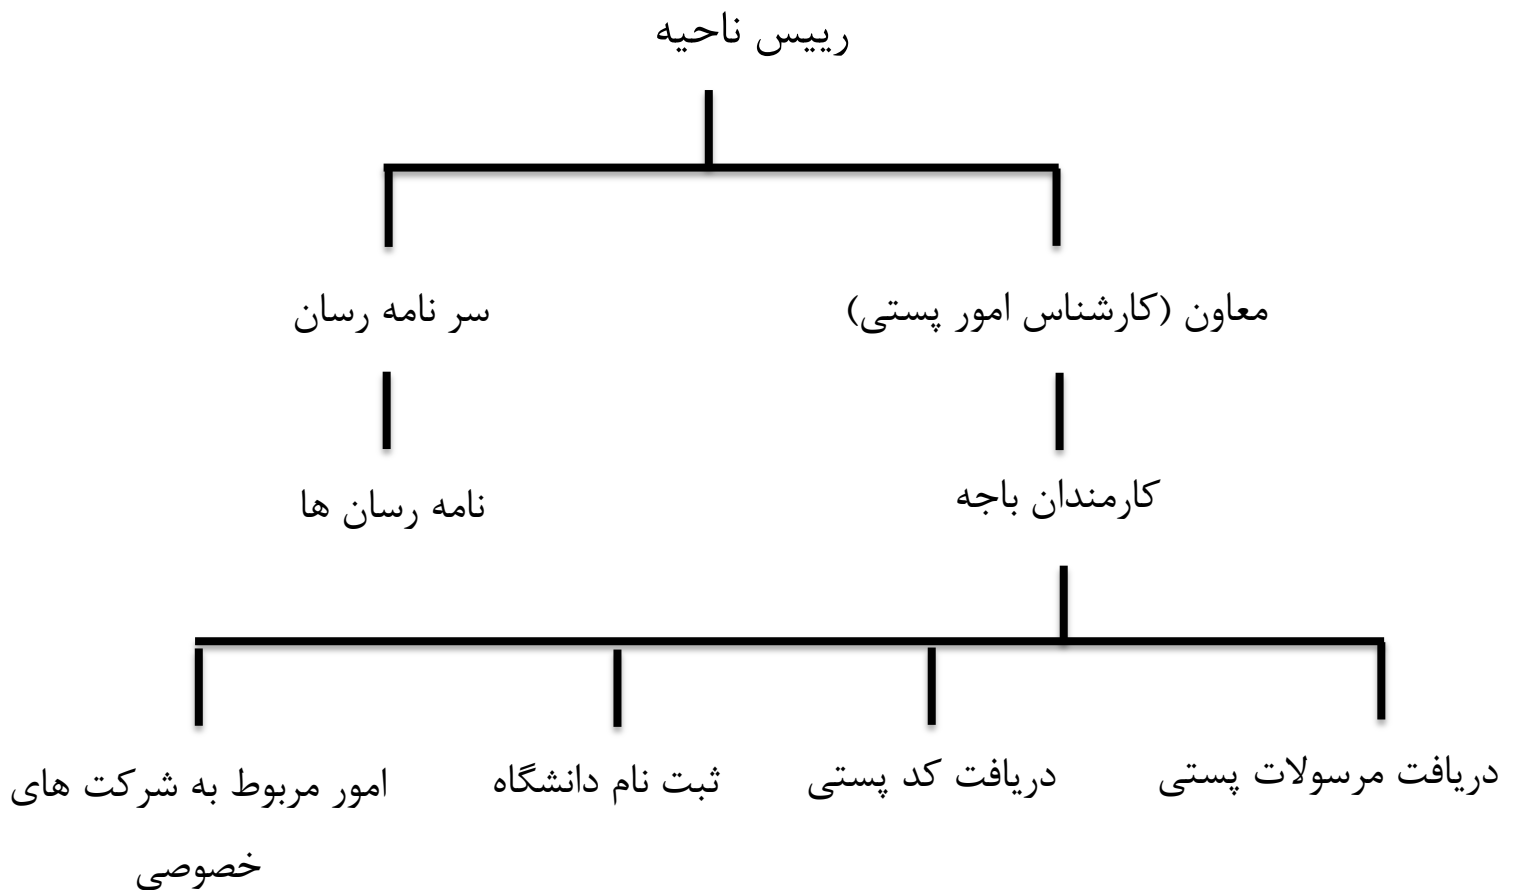 رییس ناحیه
معاون (کارشناس امور پستی)
سر نامه رسان
کارمندان باجه
نامه رسان ها
دریافت مرسولات پستی
دریافت کد پستی
ثبت نام دانشگاه
امور مربوط به شرکت های
خصوصی